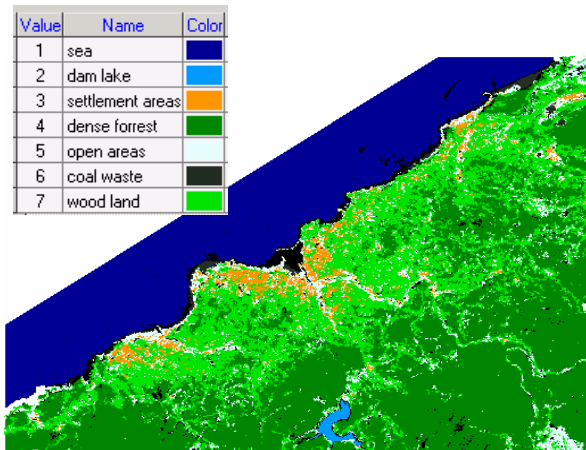 Value Name Color
1 sea
2 dam lake
3 settlement areas
4 dense forrest
5 open areas
6 coal waste
7 wood land